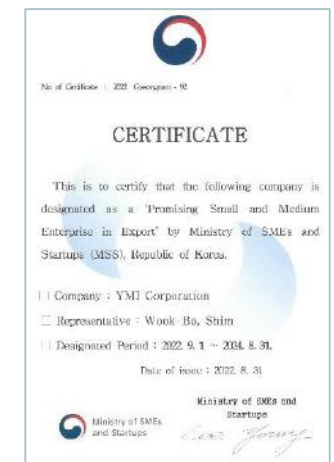 No of Certificate : 2022 Gyeongnam - 92
CERTIFICATE
This is to certify that the following company is
designated as a 'Promising Small and Medium
Enterprise in Export' by Ministry of SMEs and
Startups (MSS), Republic of Korea.
□ Company : YMI Corporation
□ Representative : Wook-Bo, Shim
□ Designated Period : 2022. 9. 1 ~ 2024. 8. 31.
Date of issue : 2022. 8. 31
Ministry of SMEs and
Startups
Ministry of SMEs
and Startups
Young